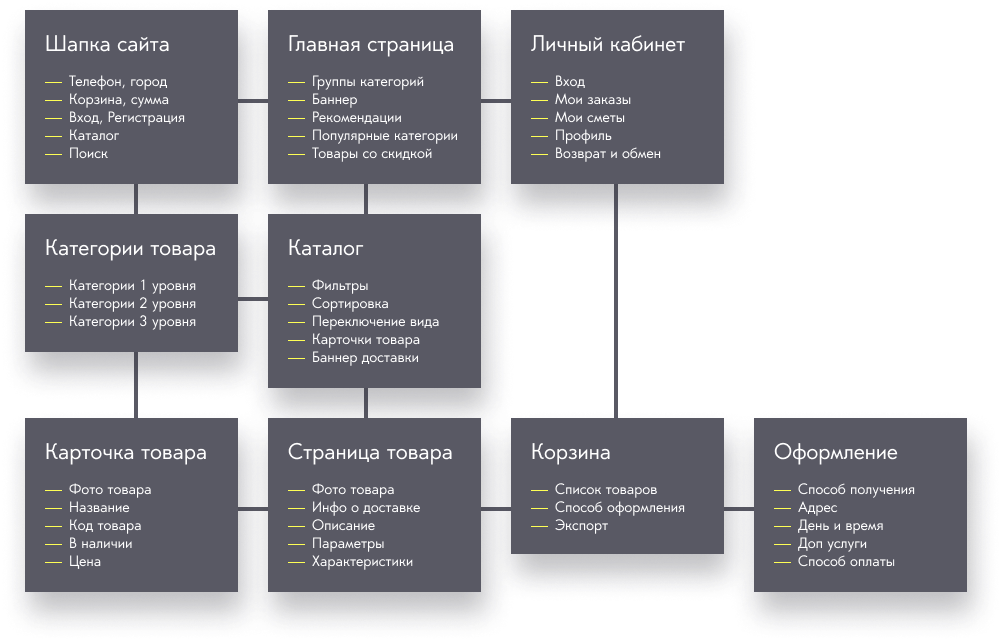 Шапка сайта
Телефон, город
Корзина, сумма
Вход, Регистрация
Каталог
Поиск
Главная страница
Группы категорий
Баннер
Рекомендации
Популярные категории
Товары со скидкой
Личный кабинет
Вход
Мои заказы
Мои сметы
Профиль
Возврат и обмен
Категории товара
Категории 1 уровня
Категории 2 уровня
Категории 3 уровня
Каталог
Фильтры
Сортировка
Переключение вида
Карточки товара
Баннер доставки
Карточка товара
Фото товара
Название
Код товара
В наличии
Цена
Страница товара
Фото товара
Инфо о доставке
Описание
Параметры
Характеристики
Корзина
Список товаров
Способ оформления
Экспорт
Оформление
Способ получения
Адрес
День и время
Доп услуги
Способ оплаты